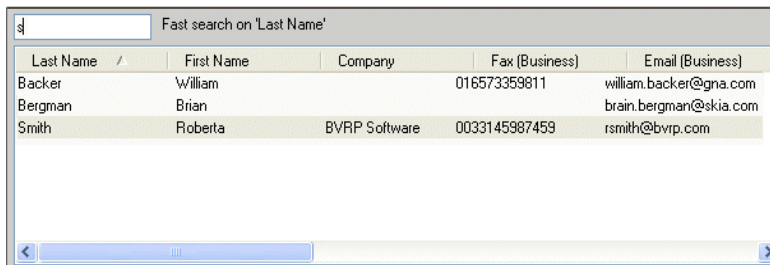 s Fast search on 'Last Name'
Last Name First Name Company Fax (Business) Email (Business)
Backer William 016573359811 william.backer@gna.com
Bergman Brian brain.bergman@skia.com
Smith Roberta BVRP Software 0033145987459 rsmith@bvrp.com